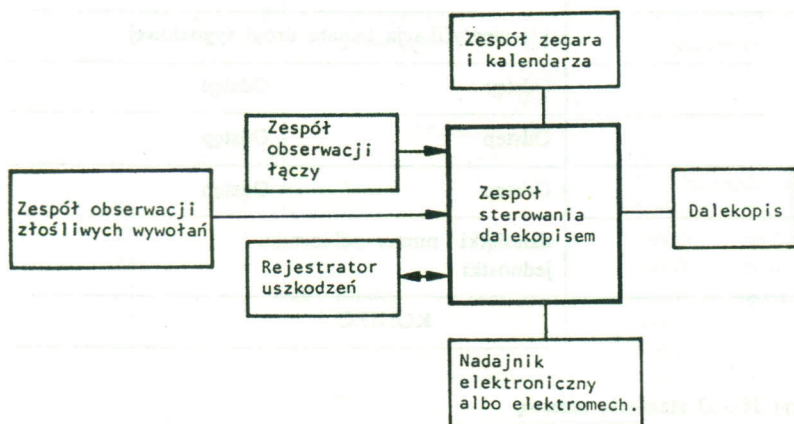 Zespół zegara
i kalendarza
Zespół
obserwacji
łączy
Zespół obserwacji
złośliwych wywołań
Rejestrator
uszkodzeń
Zespół
sterowania
dalekopisem
Dalekopis
Nadajnik
elektroniczny
albo elektromech.